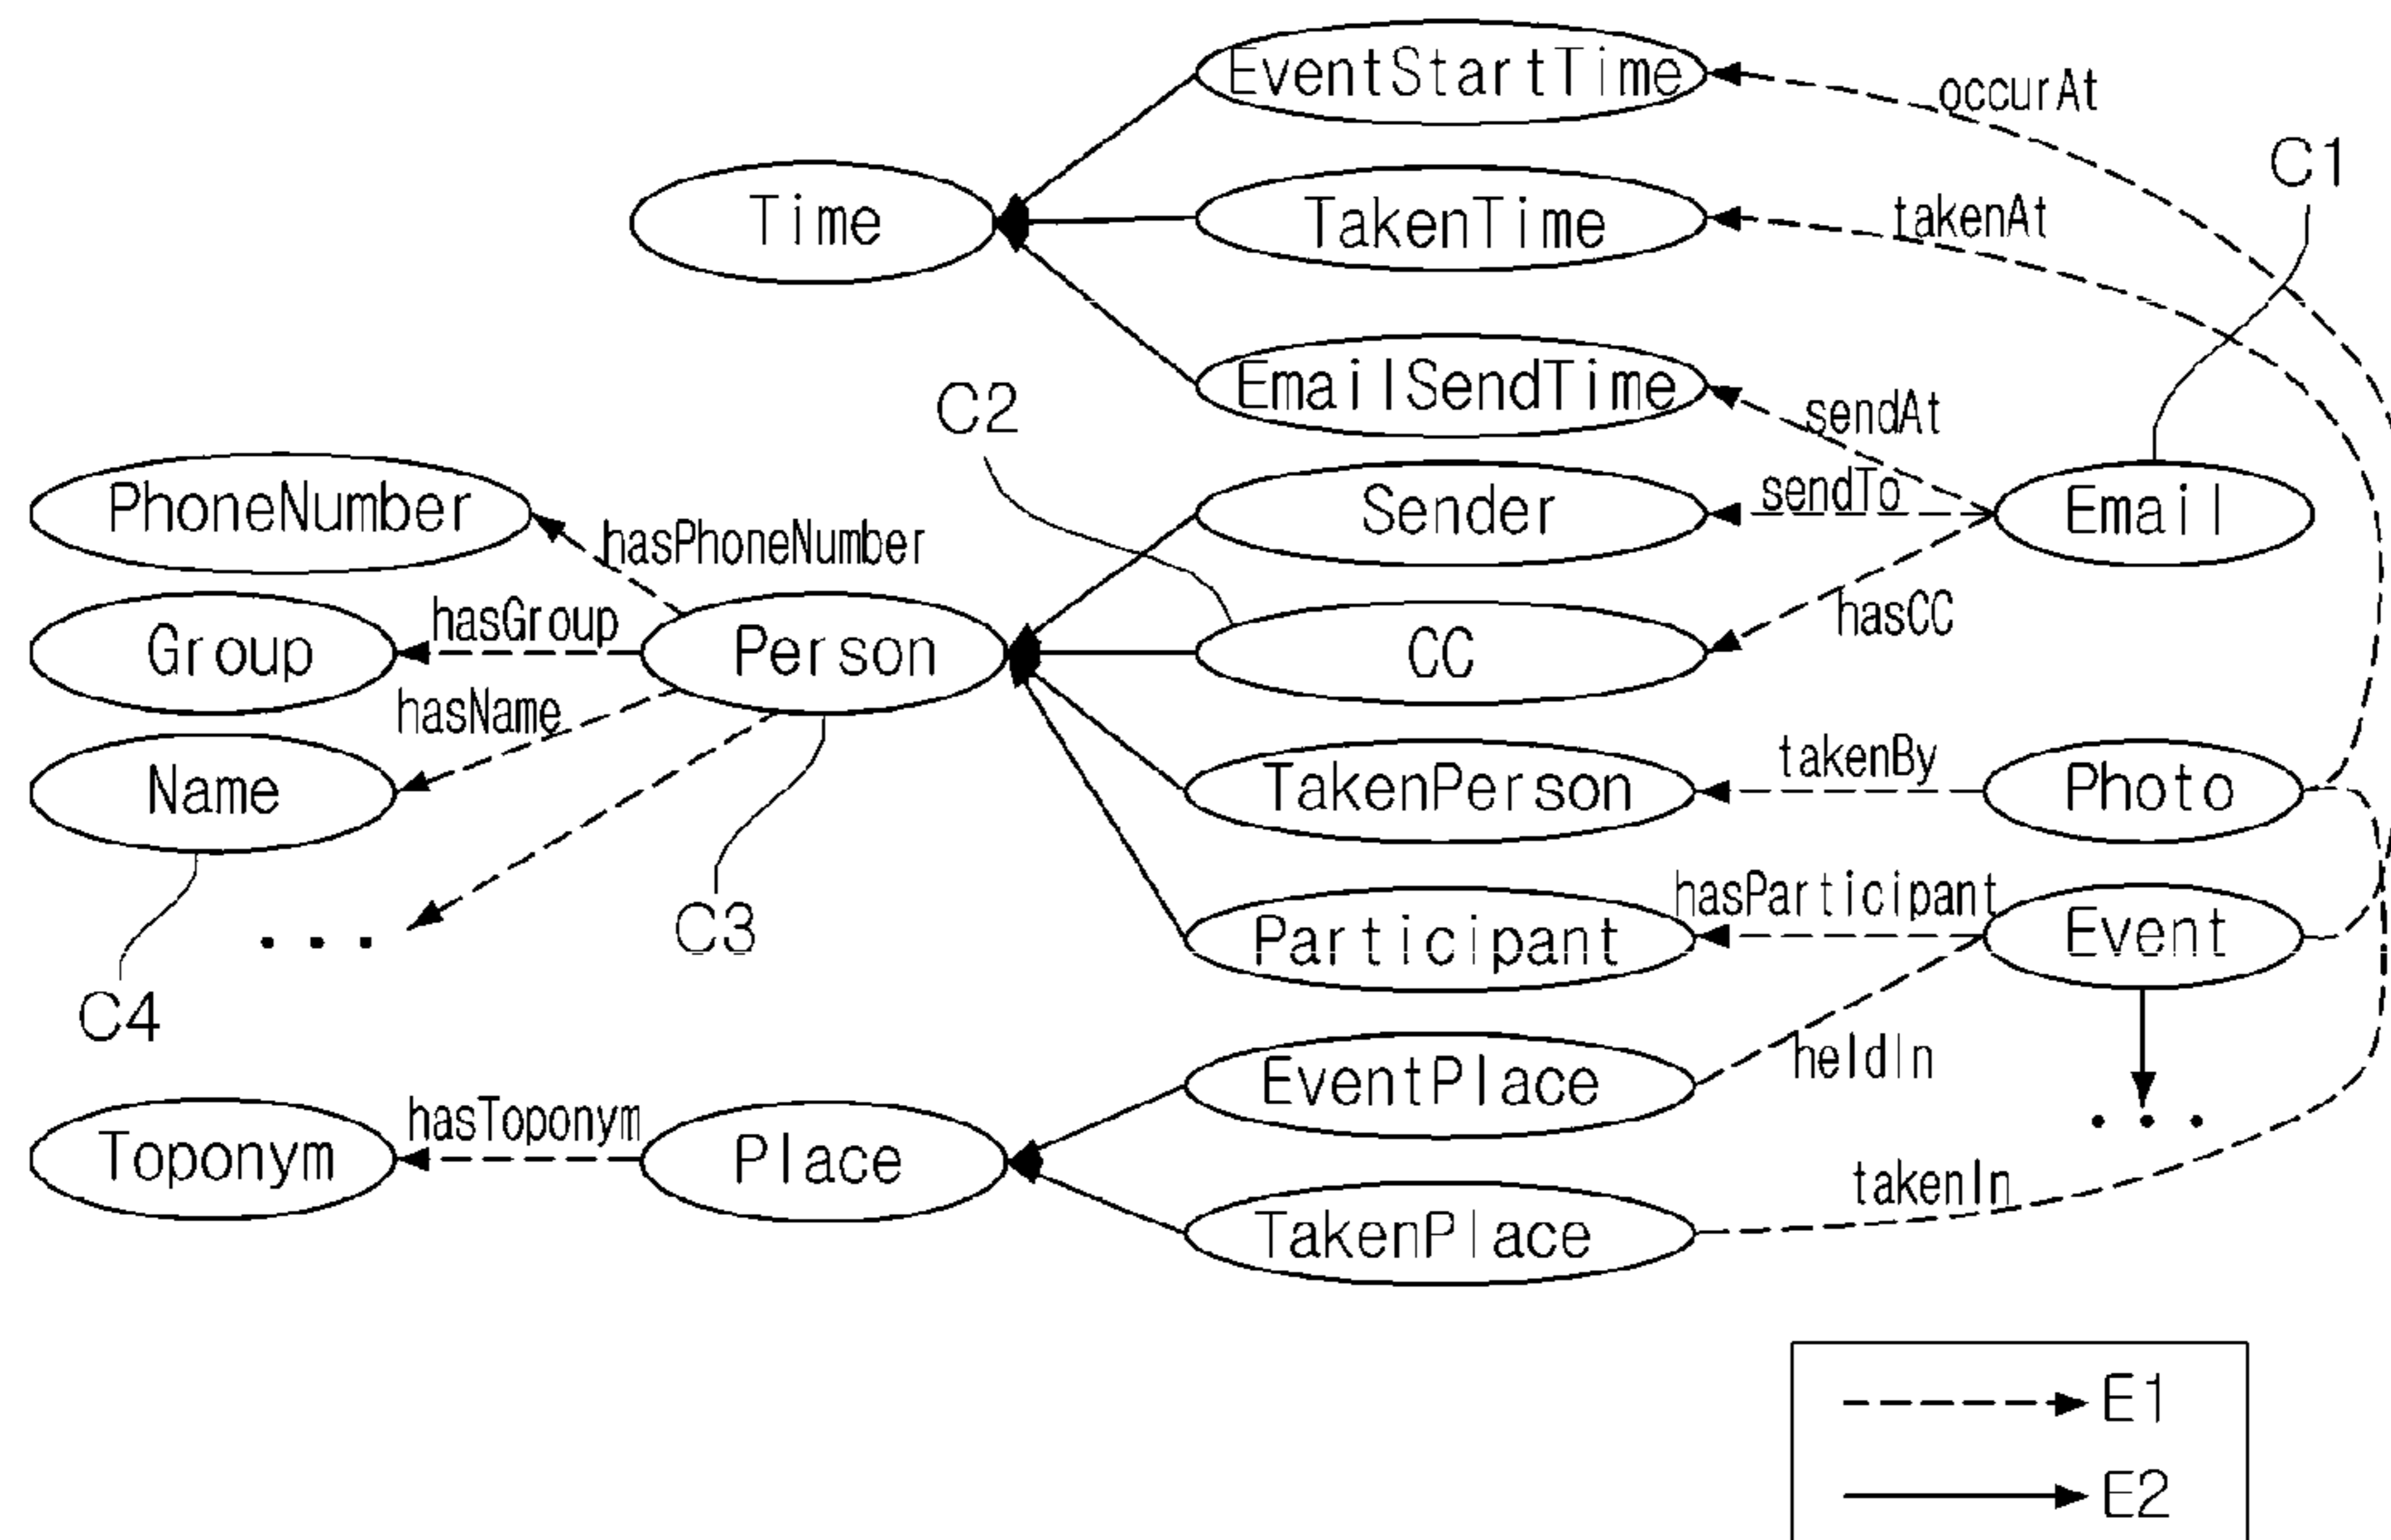 EventStartTime
occurAt
C1
Time
TakenTime
takenAt
EmailSendTime
sendAt
C2
PhoneNumber
hasPhoneNumber
Sender
sendTo
Email
Group
hasGroup
Person
CC
hasCC
hasName
Name
TakenPerson
takenBy
Photo
C3
Participant
hasParticipant
Event
. . .
C4
EventPlace
heldIn
. . .
Toponym
hasToponym
Place
takenIn
TakenPlace
E1
E2